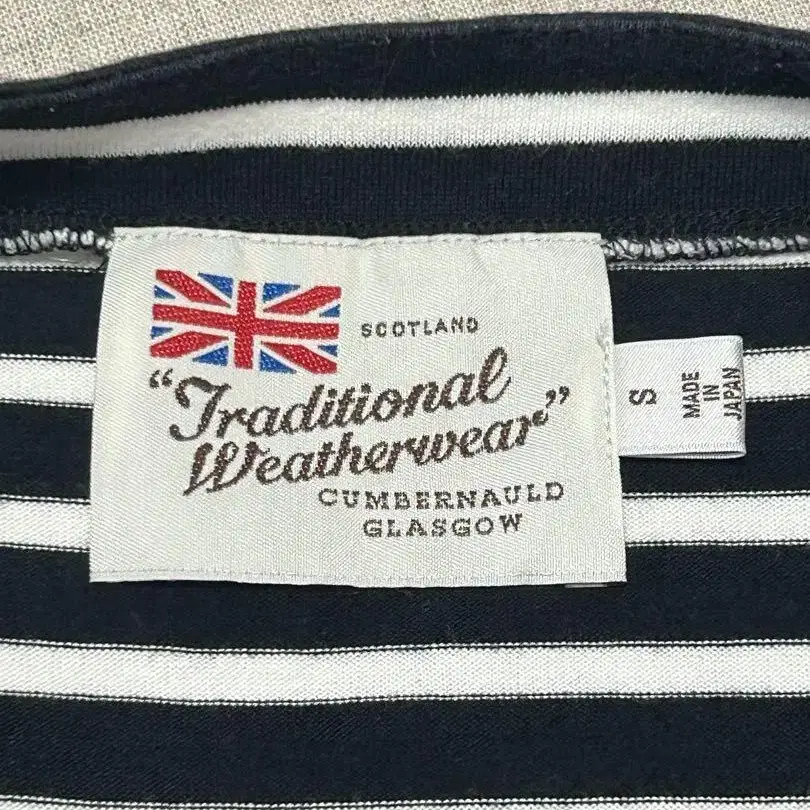 SCOTLAND
"Traditional
Weatherwear"
CUMBERNAULD
GLASGOW
S
MADE
IN
JAPAN